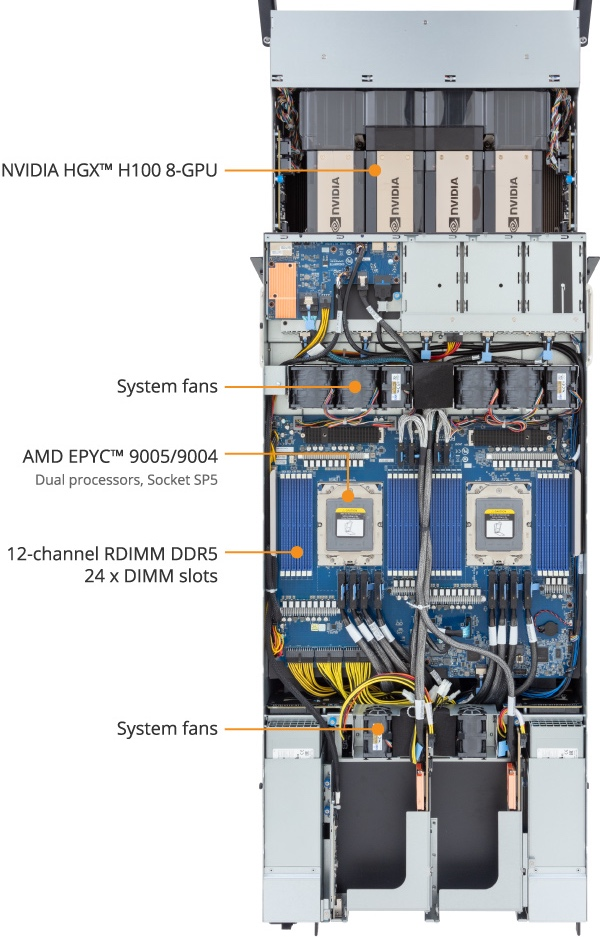 NVIDIA HGX™ H100 8-GPU
NVIDIA
NVIDIA
NVIDIA
NVIDIA
System fans
AMD EPYC™ 9005/9004
Dual processors, Socket SP5
12-channel RDIMM DDR5
24 x DIMM slots
System fans